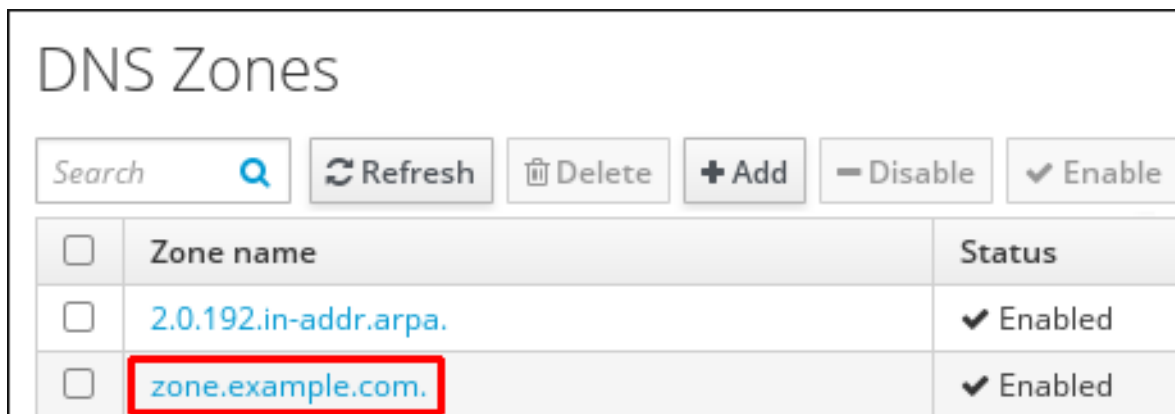 DNS Zones
Search Refresh Delete Add Disable Enable
Zone name Status
2.0.192.in-addr.arpa. Enabled
zone.example.com. Enabled